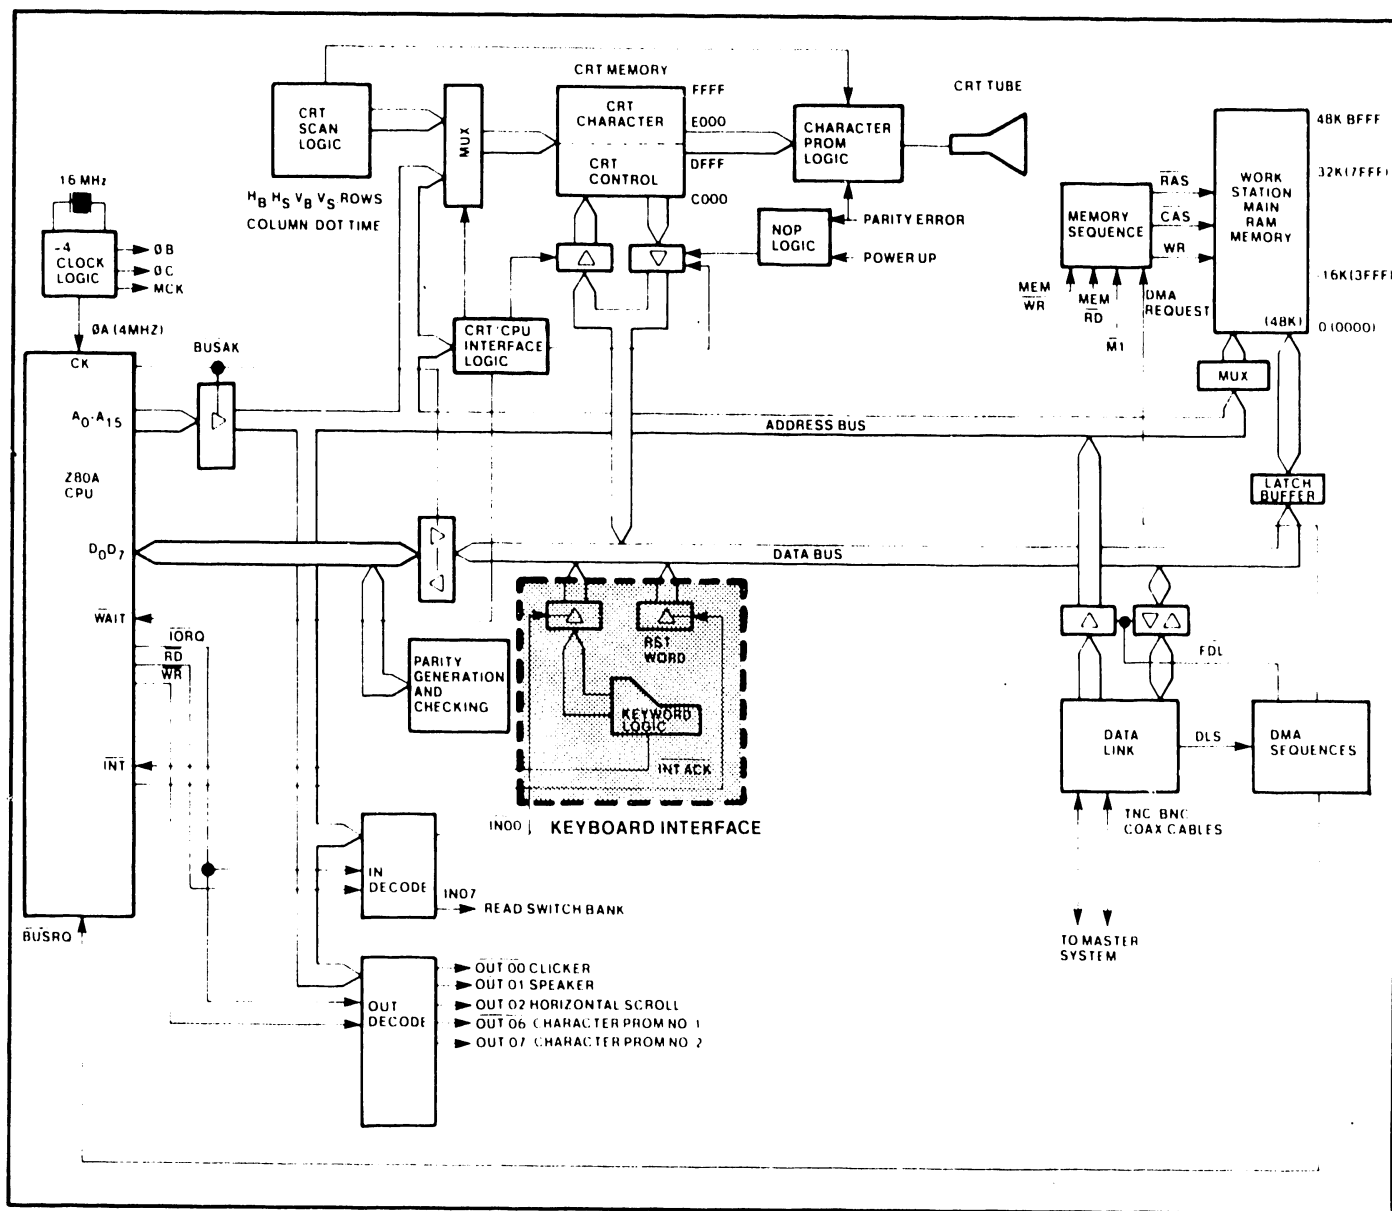 CRT MEMORY
FFFF
CRT TUBE
CRT
SCAN
LOGIC
MUX
CRT
CHARACTER
E000
CHARACTER
PROM
LOGIC
48K BFFF
DFFF
CRT
CONTROL
C000
32K (7FFF)
16 MHz
WORK
STATION
MAIN
RAM
MEMORY
RAS
CAS
WR
MEMORY
SEQUENCE
HB HS VB VS ROWS
COLUMN DOT TIME
NOP
LOGIC
PARITY ERROR
POWER UP
-4
CLOCK
LOGIC
ØB
ØC
MCK
16K (3FFF)
MEM
WR
MEM
RD
M1
DMA
REQUEST
(48K)
0 (0000)
ØA (4MHZ)
BUSAK
CRT CPU
INTERFACE
LOGIC
MUX
CK
A0-A15
ADDRESS BUS
Z80A
CPU
LATCH
BUFFER
D0D7
DATA BUS
WAIT
IORQ
RD
WR
RST
WORD
FDL
PARITY
GENERATION
AND
CHECKING
KEYWORD
LOGIC
DATA
LINK
DLS
DMA
SEQUENCES
INT
INT ACK
IN00
KEYBOARD INTERFACE
TNC BNC
COAX CABLES
IN
DECODE
IN07
READ SWITCH BANK
BUSRQ
TO MASTER
SYSTEM
OUT
DECODE
OUT 00 CLICKER
OUT 01 SPEAKER
OUT 02 HORIZONTAL SCROLL
OUT 06 CHARACTER PROM NO. 1
OUT 07 CHARACTER PROM NO. 2